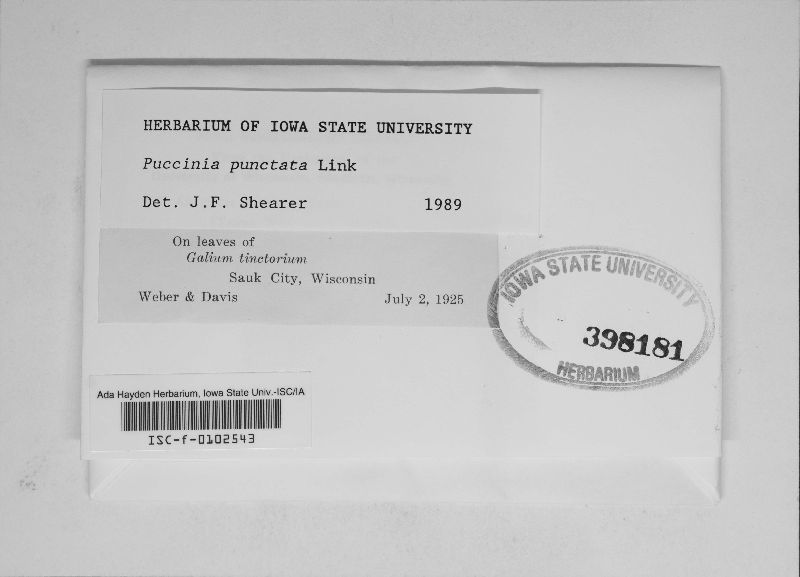 HERBARIUM OF IOWA STATE UNIVERSITY
Puccinia punctata Link
Det. J.F. Shearer 1989
On leaves of
Galium tinctorium
Sauk City, Wisconsin
Weber & Davis July 2, 1925
IOWA STATE UNIVERSITY
398181
HERBARIUM
Ada Hayden Herbarium, Iowa State Univ.-ISC/IA
ISC-f-0102543